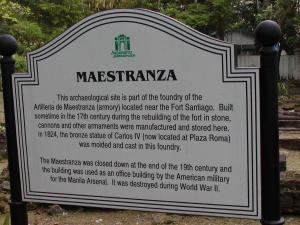 MAESTRANZA
This archaeological site is part of the foundry of the
Artilleria de Maestranza (armory) located near the Fort Santiago. Built
sometime in the 17th century during the rebuilding of the fort in stone,
cannons and other armaments were manufactured and stored here.
in 1824, the bronze statue of Carlos IV (now located at Plaza Roma)
was molded and cast in this foundry.
The Maestranza was closed down at the end of the 19th century and
the building was used as an office building by the American military
for the Manila Arsenal. It was destroyed during World War II.